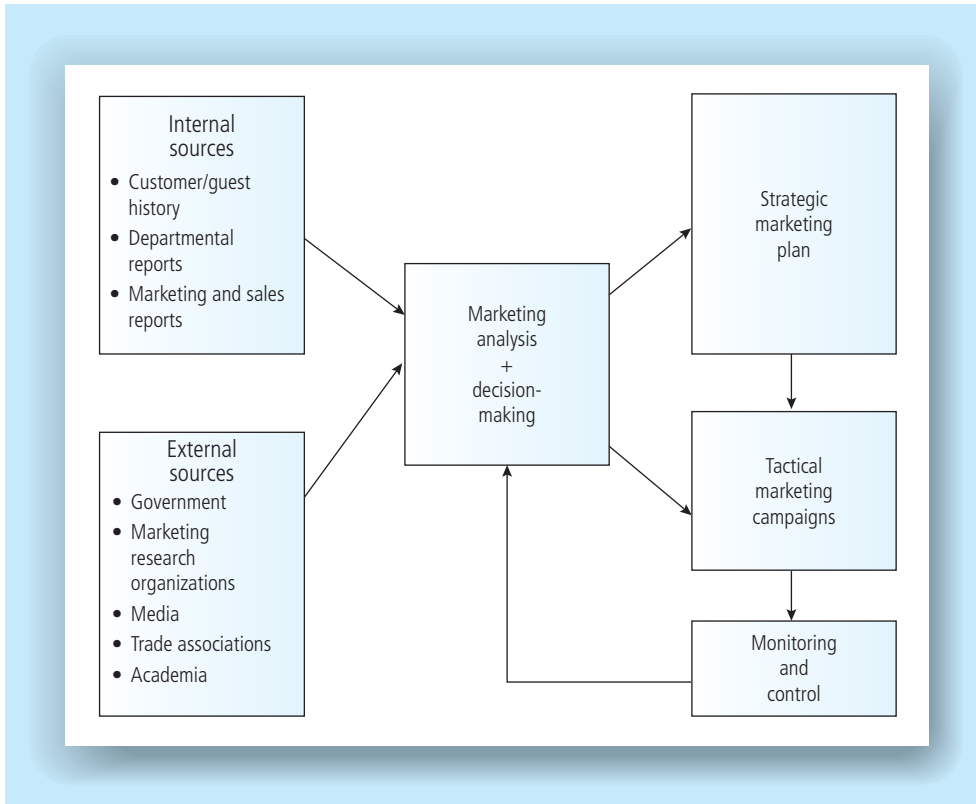 Internal
sources
• Customer/guest
history
• Departmental
reports
• Marketing and sales
reports
External
sources
• Government
• Marketing
research
organizations
• Media
• Trade associations
• Academia
Marketing
analysis
+
decision-
making
Strategic
marketing
plan
Tactical
marketing
campaigns
Monitoring
and
control